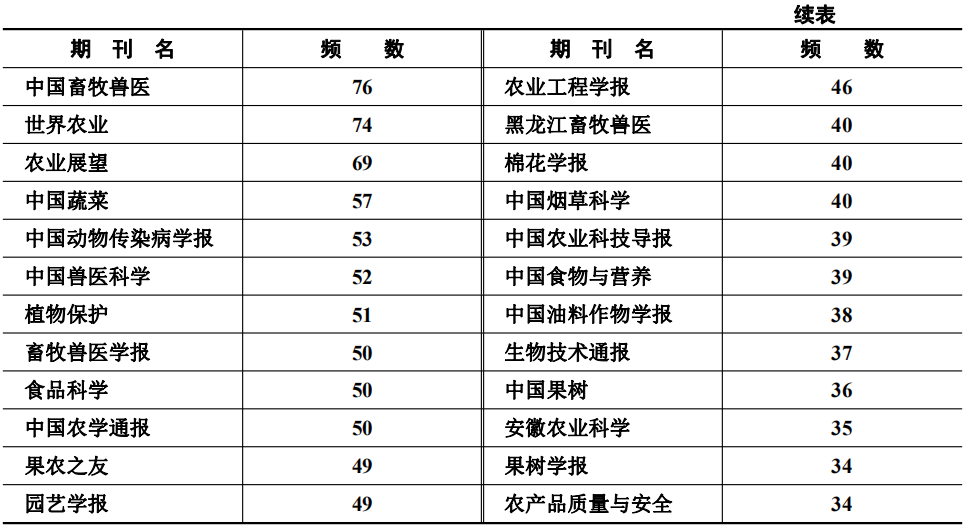 续表
期 刊 名 频 数 期 刊 名 频 数
中国畜牧兽医 76 农业工程学报 46
世界农业 74 黑龙江畜牧兽医 40
农业展望 69 棉花学报 40
中国蔬菜 57 中国烟草科学 40
中国动物传染病学报 53 中国农业科技导报 39
中国兽医科学 52 中国食物与营养 39
植物保护 51 中国油料作物学报 38
畜牧兽医学报 50 生物技术通报 37
食品科学 50 中国果树 36
中国农学通报 50 安徽农业科学 35
果农之友 49 果树学报 34
园艺学报 49 农产品质量与安全 34